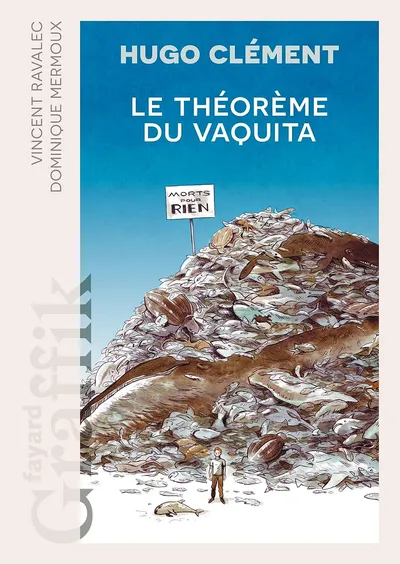 HUGO CLÉMENT
LE THÉORÈME
DU VAQUITA
VINCENT RAVALEC
DOMINIQUE MERMOUX
MORTS
POUR
RIEN
fayard
Graffik